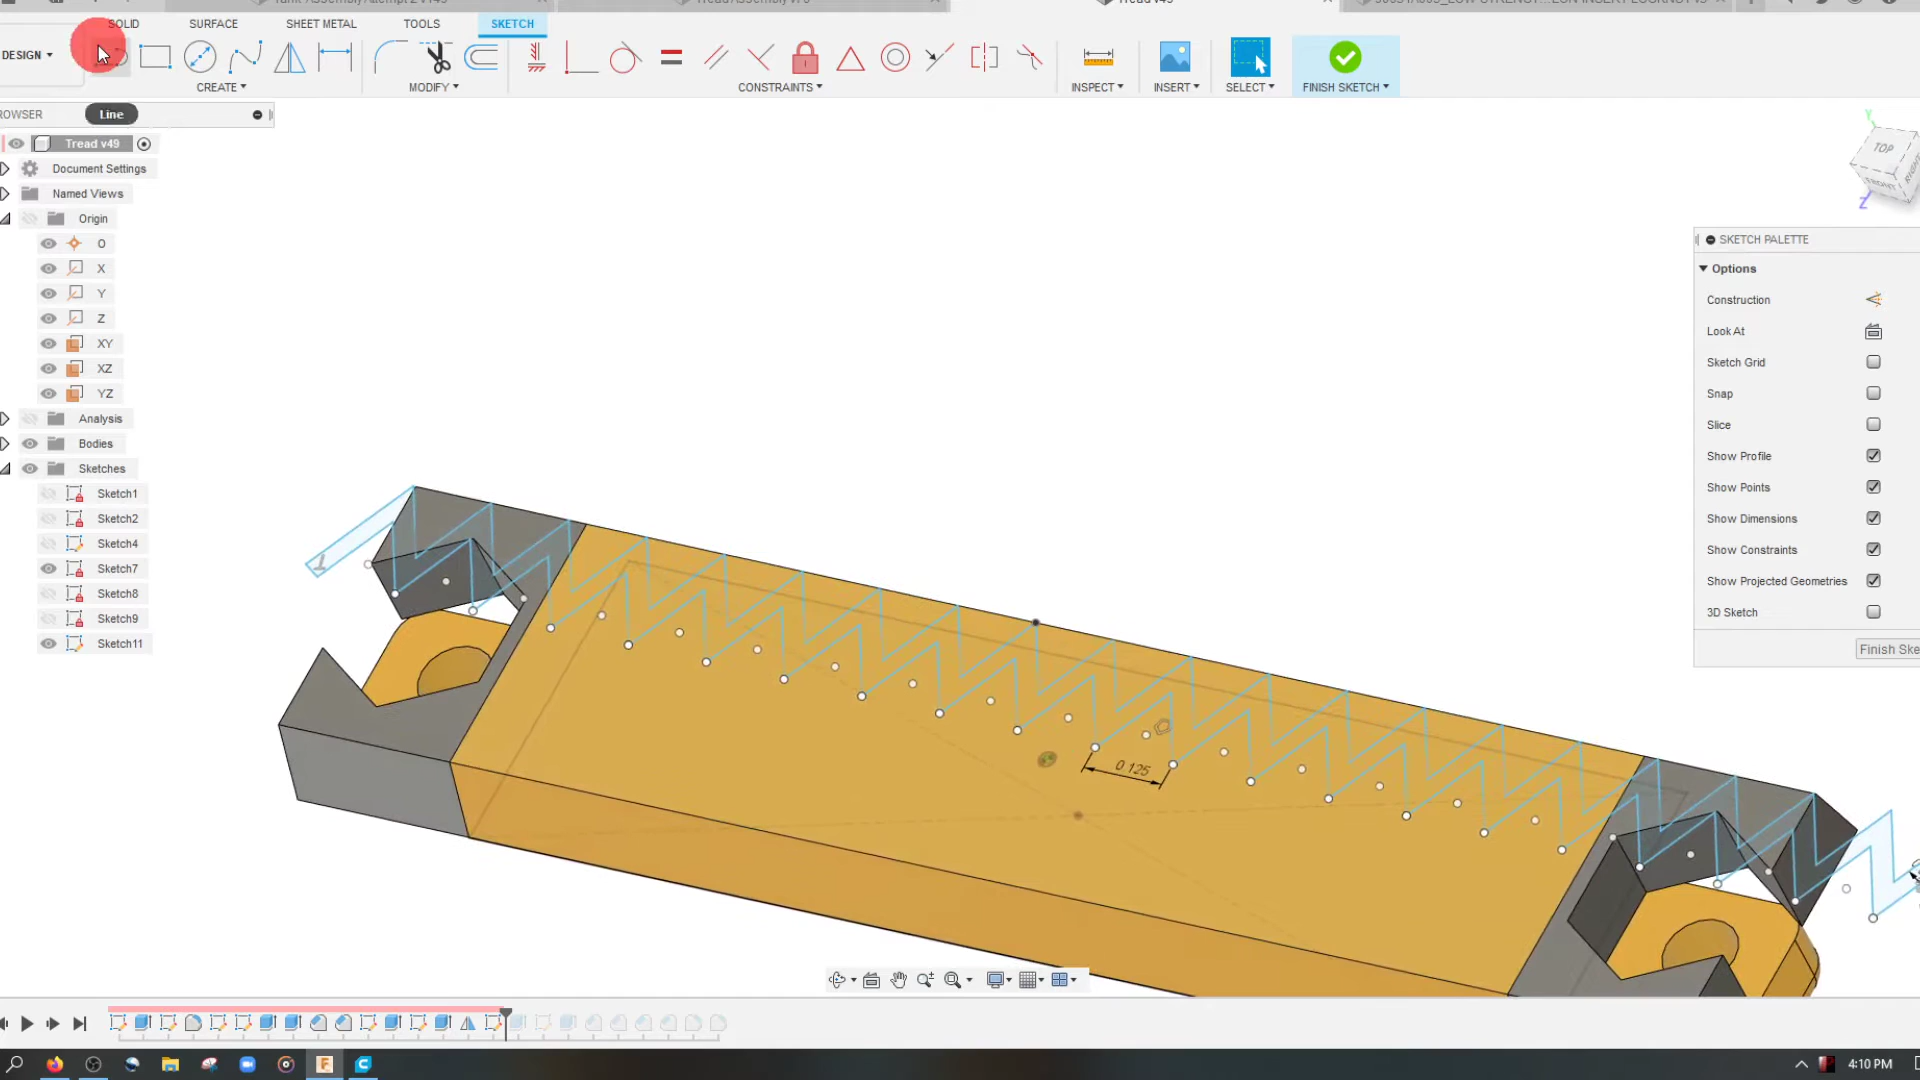 SOLID
SURFACE
SHEET METAL
TOOLS
SKETCH
DESIGN
CREATE
MODIFY
CONSTRAINTS
INSPECT
INSERT
SELECT
FINISH SKETCH
ROWSER
Line
Tread v49
Document Settings
Named Views
Origin
O
X
Y
Z
XY
XZ
YZ
Analysis
Bodies
Sketches
Sketch1
Sketch2
Sketch4
Sketch7
Sketch8
Sketch9
Sketch11
0.125
Y
TOP
FRONT
RIGHT
Z
SKETCH PALETTE
Options
Construction
Look At
Sketch Grid
Snap
Slice
Show Profile
Show Points
Show Dimensions
Show Constraints
Show Projected Geometries
3D Sketch
Finish Ske
4:10 PM